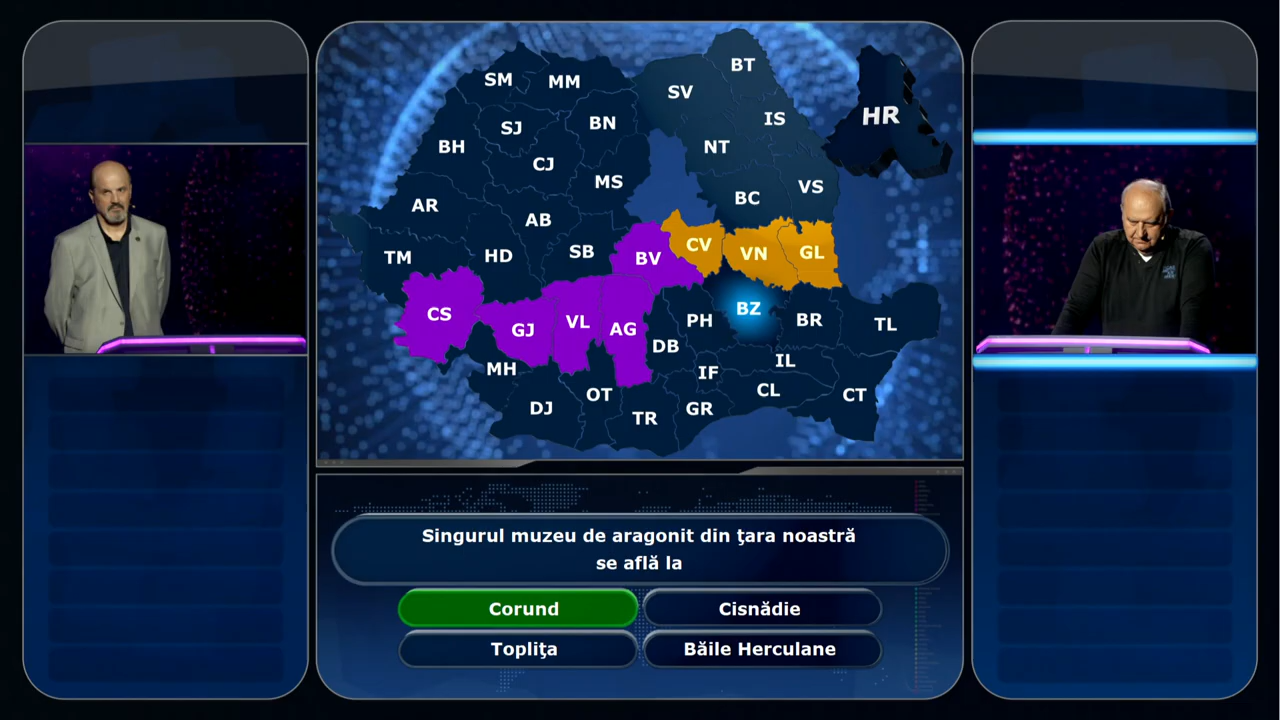 SM
MM
BT
SV
HR
IS
BN
SJ
BH
NT
CJ
MS
VS
BC
AR
AB
CV
SB
VN
GL
HD
TM
BV
BZ
CS
VL
PH
BR
TL
GJ
AG
DB
IL
MH
IF
CL
OT
CT
DJ
GR
TR
Singurul muzeu de aragonit din ţara noastră
se află la
Corund
Cisnădie
Topliţa
Băile Herculane